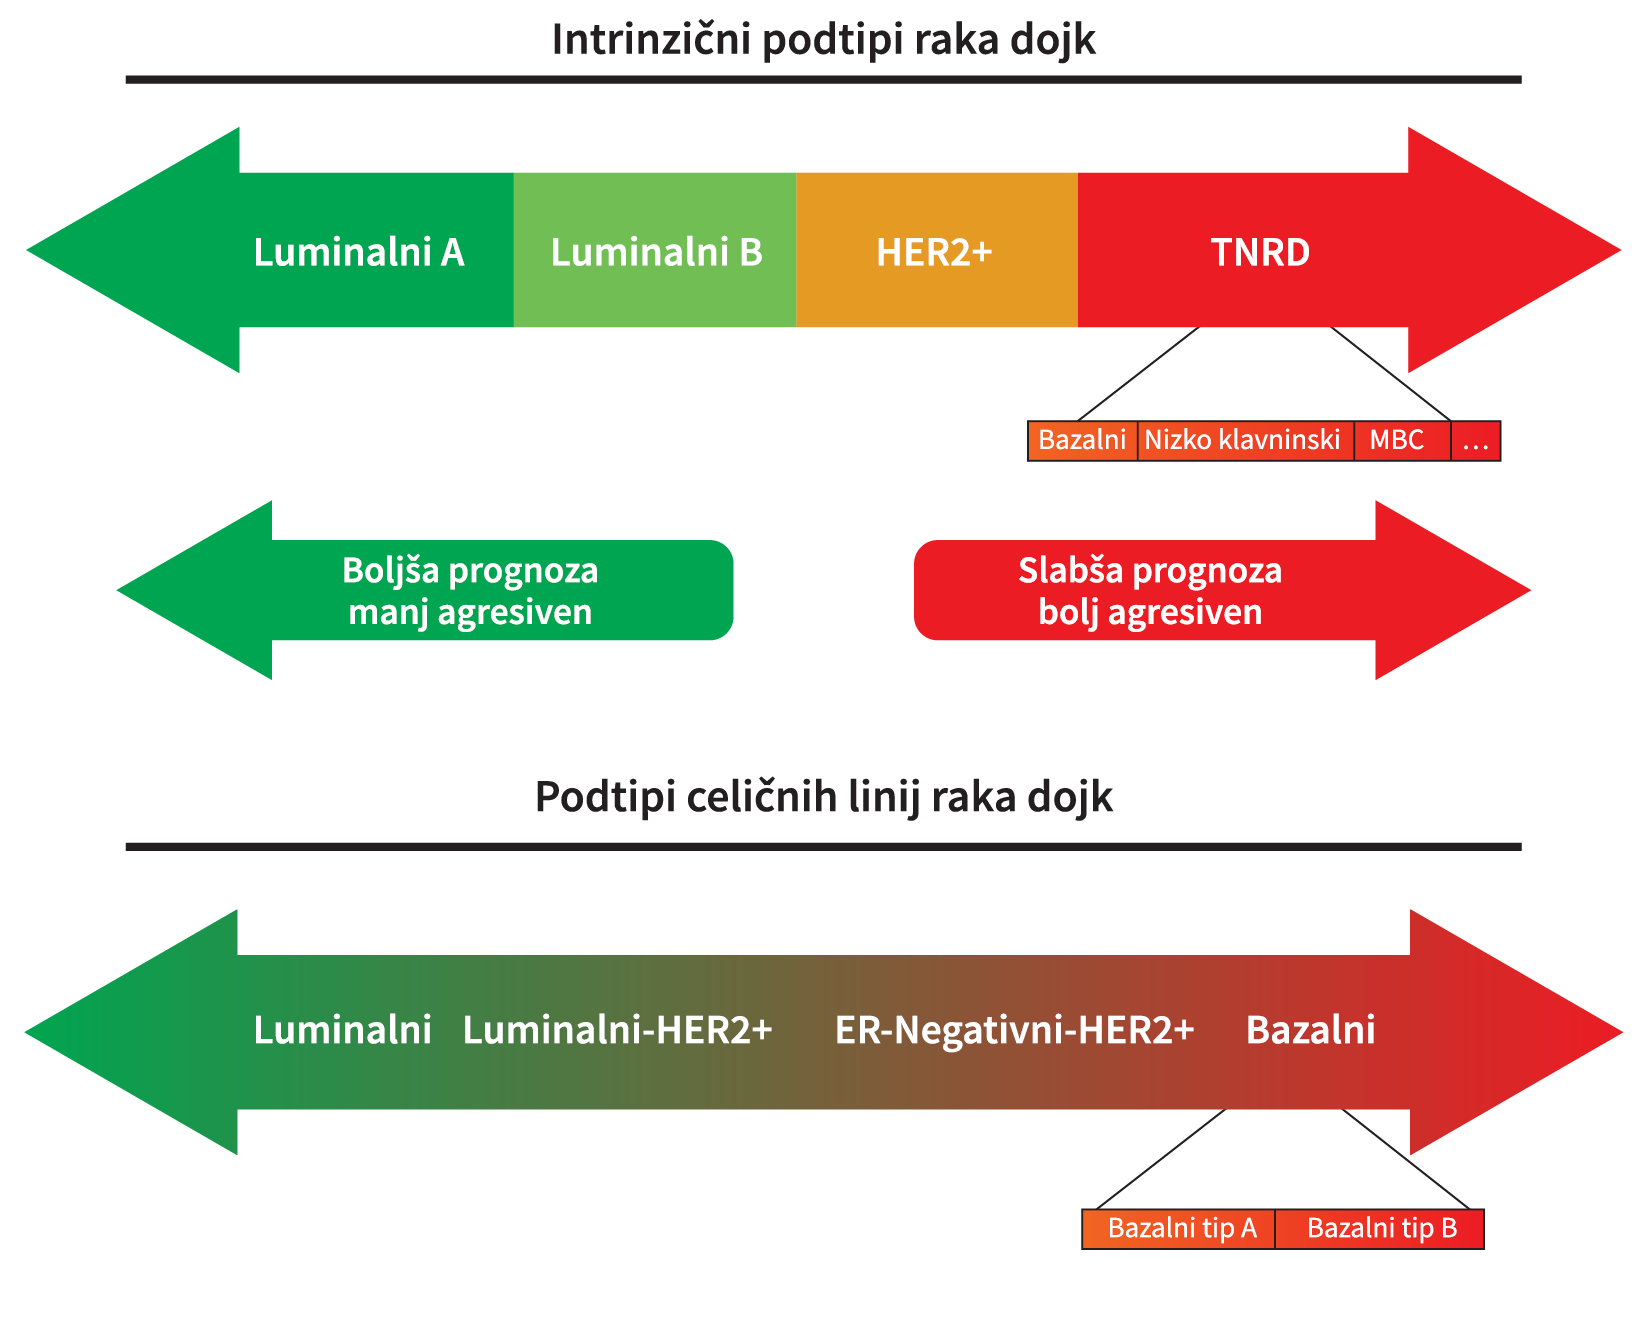 Intrinzični podtipi raka dojk
Luminalni A
Luminalni B
HER2+
TNRD
Bazalni
Nizko klavninski
MBC
...
Boljša prognoza
manj agresiven
Slabša prognoza
bolj agresiven
Podtipi celičnih linij raka dojk
Luminalni
Luminalni-HER2+
ER-Negativni-HER2+
Bazalni
Bazalni tip A
Bazalni tip B